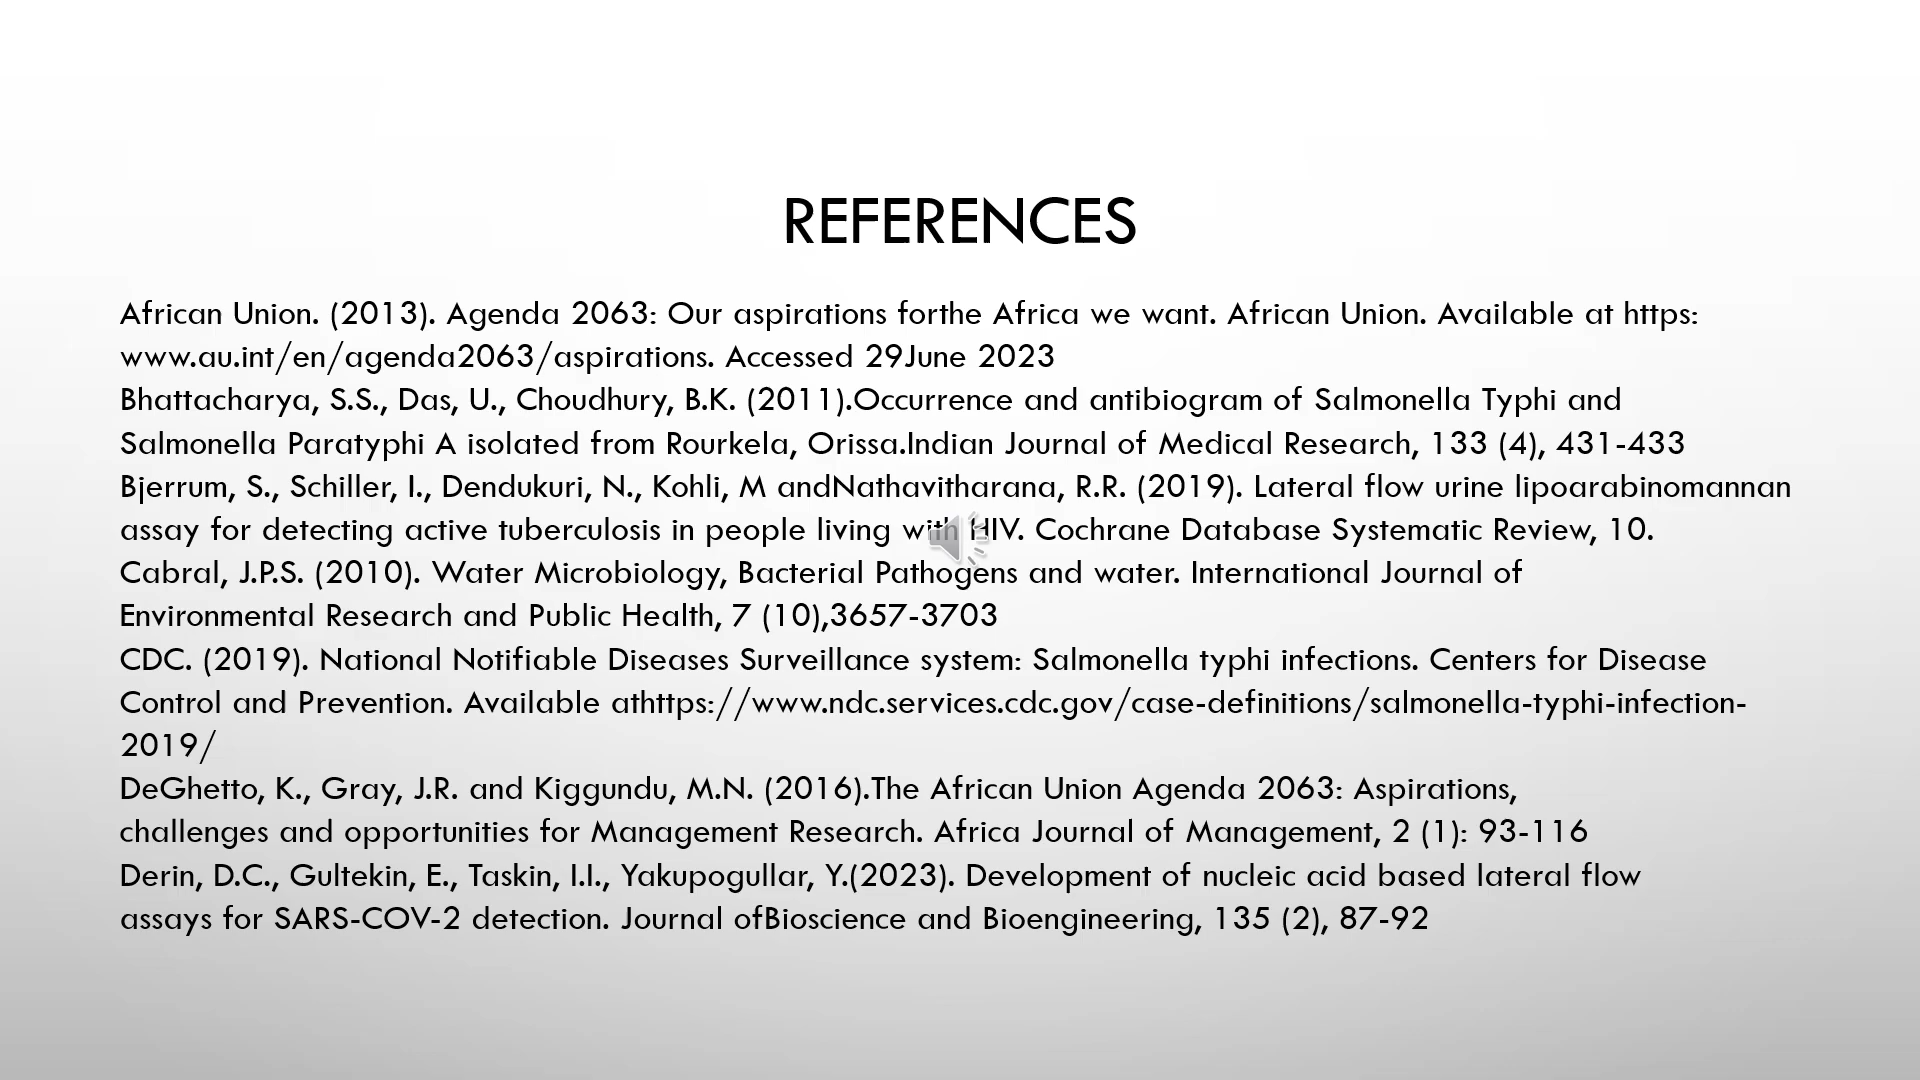 REFERENCES
African Union. (2013). Agenda 2063: Our aspirations forthe Africa we want. African Union. Available at https:
www.au.int/en/agenda2063/aspirations. Accessed 29June 2023
Bhattacharya, S.S., Das, U., Choudhury, B.K. (2011).Occurrence and antibiogram of Salmonella Typhi and
Salmonella Paratyphi A isolated from Rourkela, Orissa.Indian Journal of Medical Research, 133 (4), 431-433
Bjerrum, S., Schiller, I., Dendukuri, N., Kohli, M andNathavitharana, R.R. (2019). Lateral flow urine lipoarabinomannan
assay for detecting active tuberculosis in people living with HIV. Cochrane Database Systematic Review, 10.
Cabral, J.P.S. (2010). Water Microbiology, Bacterial Pathogens and water. International Journal of
Environmental Research and Public Health, 7 (10),3657-3703
CDC. (2019). National Notifiable Diseases Surveillance system: Salmonella typhi infections. Centers for Disease
Control and Prevention. Available athttps://www.ndc.services.cdc.gov/case-definitions/salmonella-typhi-infection-
2019/
DeGhetto, K., Gray, J.R. and Kiggundu, M.N. (2016).The African Union Agenda 2063: Aspirations,
challenges and opportunities for Management Research. Africa Journal of Management, 2 (1): 93-116
Derin, D.C., Gultekin, E., Taskin, I.I., Yakupogullar, Y.(2023). Development of nucleic acid based lateral flow
assays for SARS-COV-2 detection. Journal ofBioscience and Bioengineering, 135 (2), 87-92